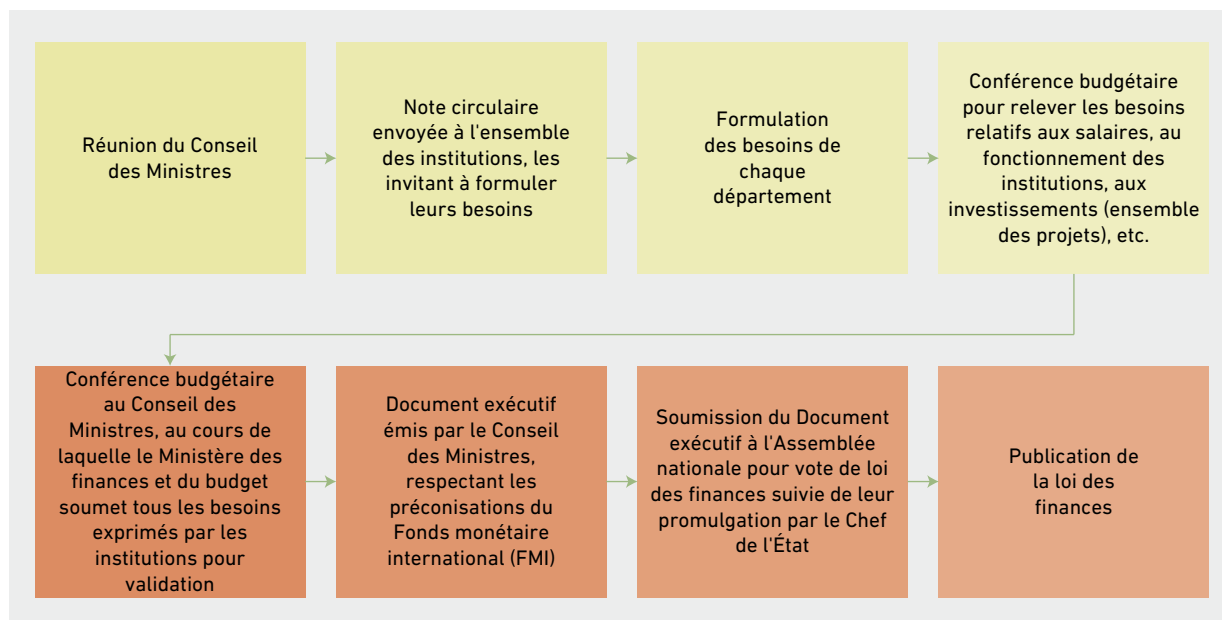 Réunion du Conseil
des Ministres
Note circulaire
envoyée à l'ensemble
des institutions, les
invitant à formuler
leurs besoins
Formulation
des besoins de
chaque
département
Conférence budgétaire
pour relever les besoins
relatifs aux salaires, au
fonctionnement des
institutions, aux
investissements (ensemble
des projets), etc.
Conférence budgétaire
au Conseil des
Ministres, au cours de
laquelle le Ministère des
finances et du budget
soumet tous les besoins
exprimés par les
institutions pour
validation
Document exécutif
émis par le Conseil
des Ministres,
respectant les
préconisations du
Fonds monétaire
international (FMI)
Soumission du Document
exécutif à l'Assemblée
nationale pour vote de loi
des finances suivie de leur
promulgation par le Chef
de l'État
Publication de
la loi des
finances